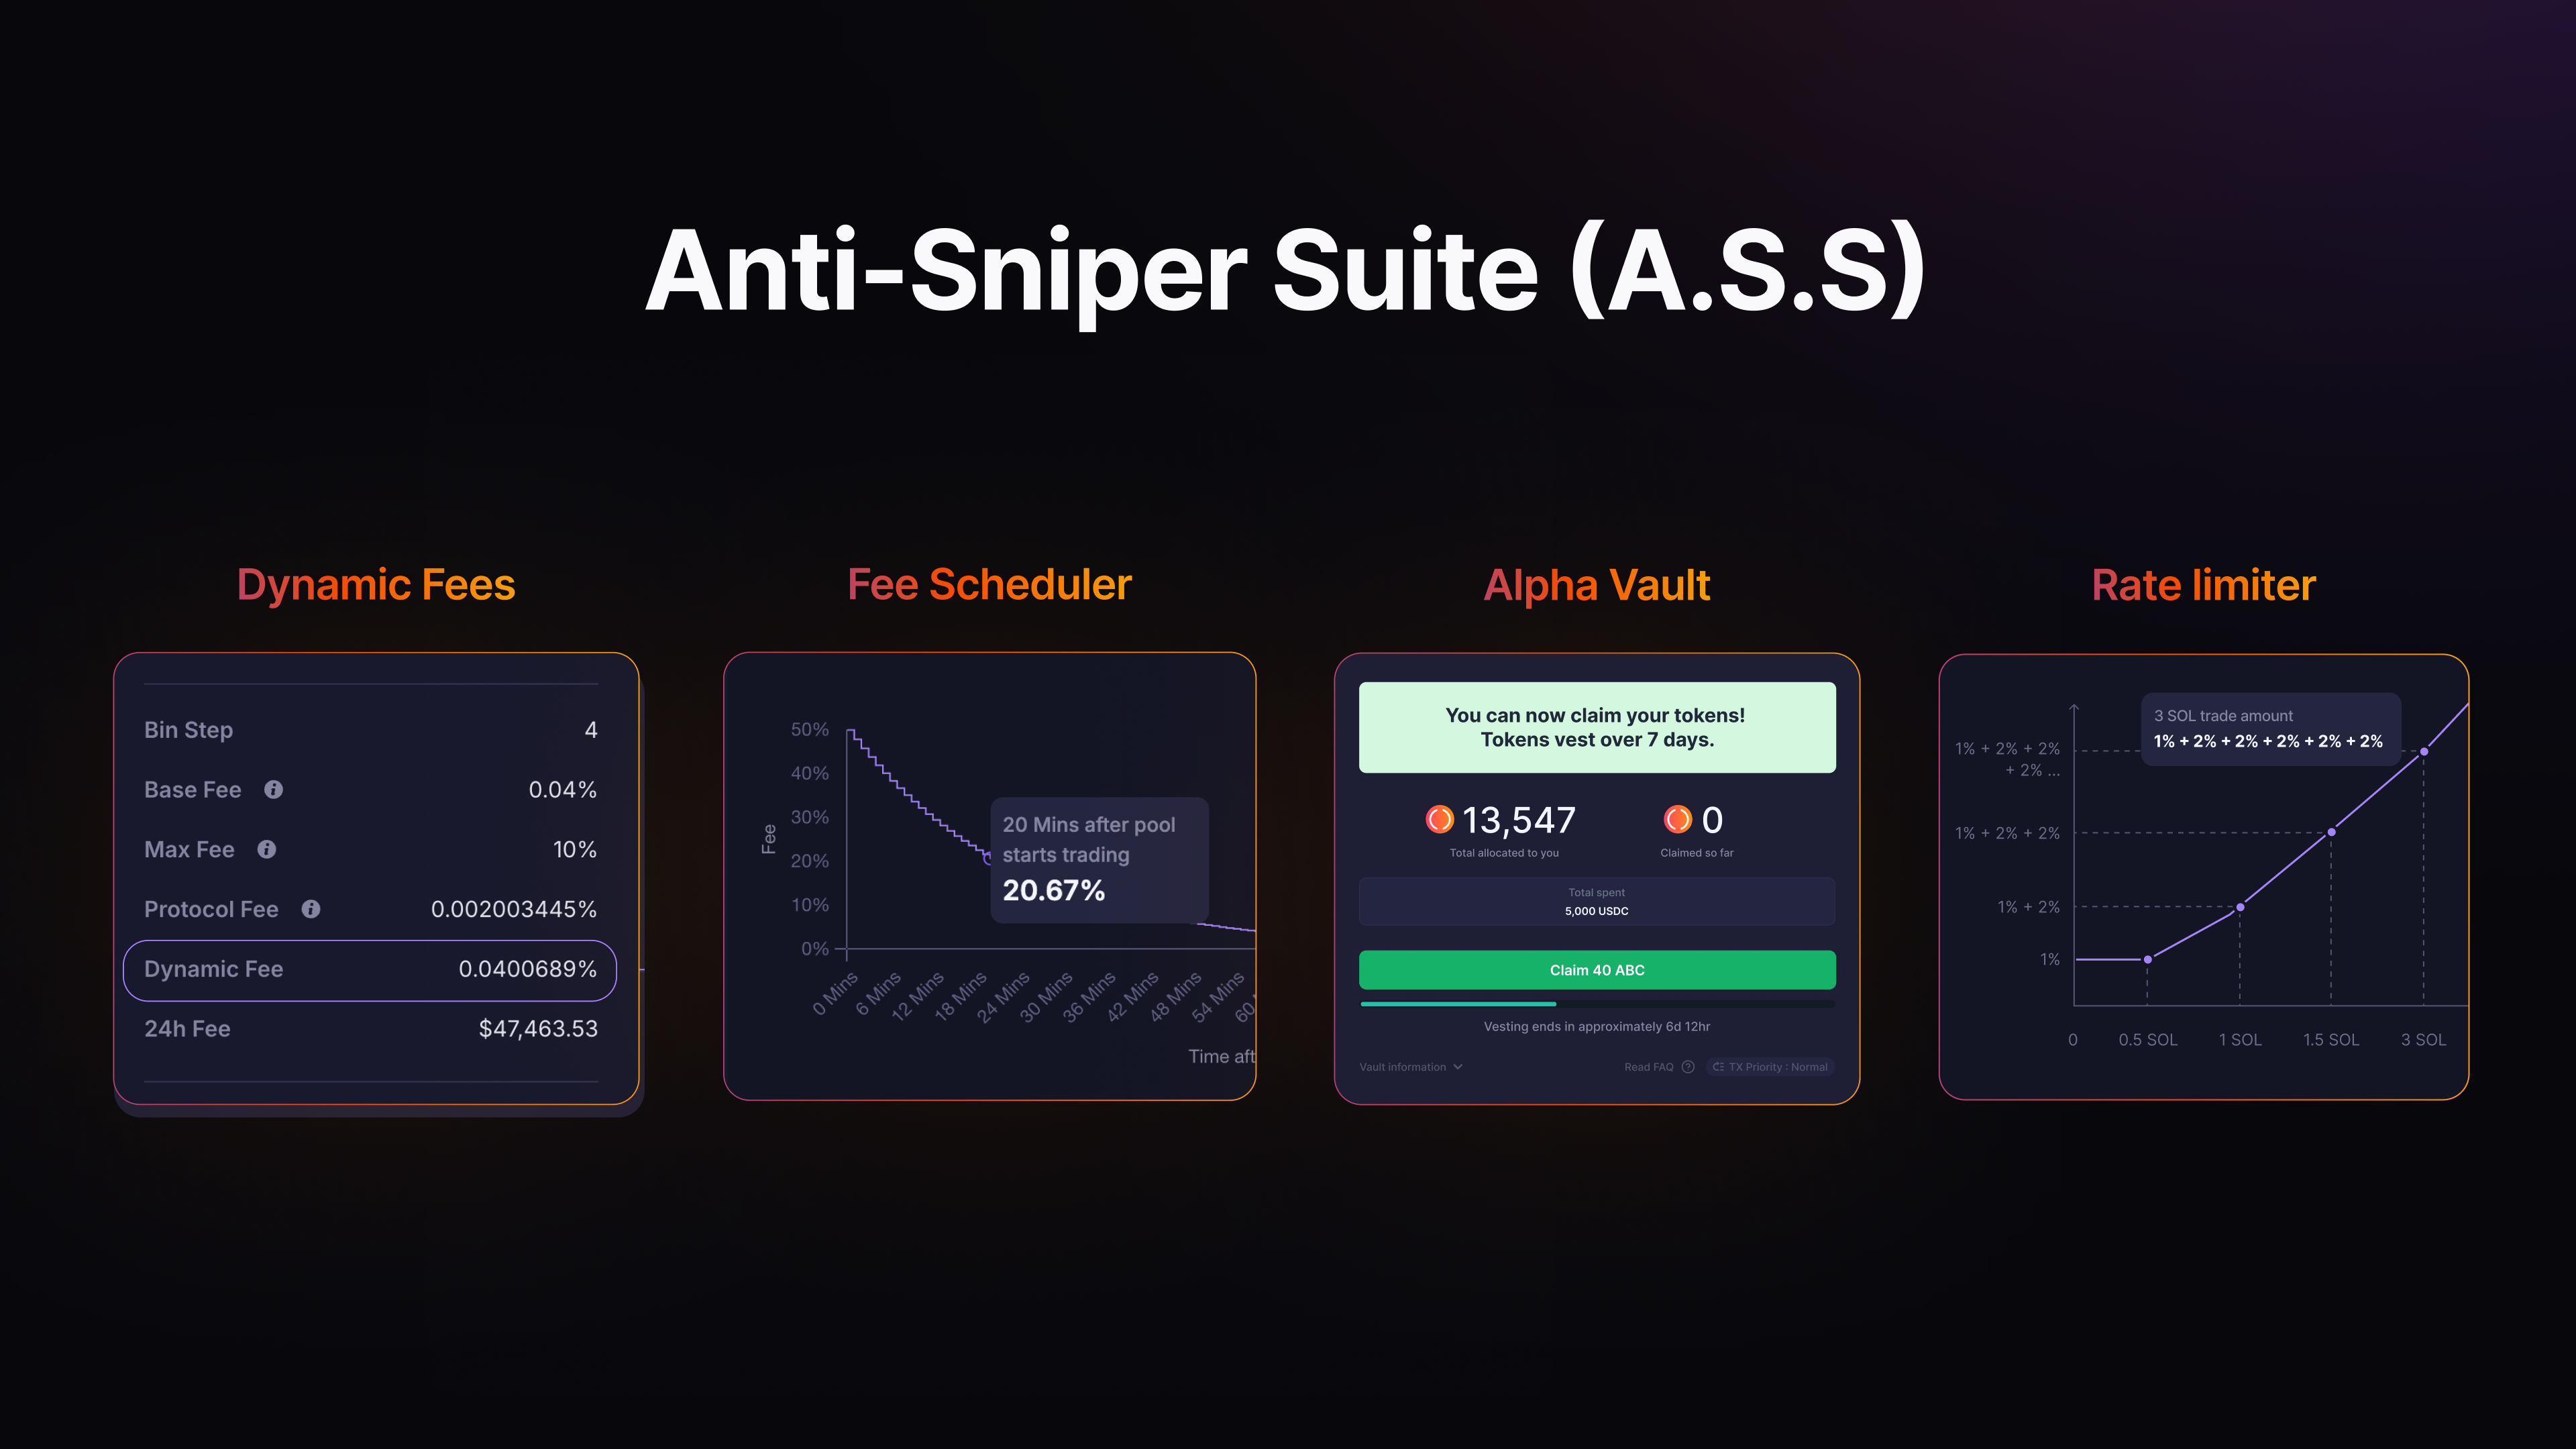 Anti-Sniper Suite (A.S.S)
Dynamic Fees
Bin Step 4
Base Fee 0.04%
Max Fee 10%
Protocol Fee 0.002003445%
Dynamic Fee 0.0400689%
24h Fee $47,463.53
Fee Scheduler
Fee
50%
40%
30%
20%
10%
0%
20 Mins after pool
starts trading
20.67%
0 Mins
6 Mins
12 Mins
18 Mins
24 Mins
30 Mins
36 Mins
42 Mins
48 Mins
54 Mins
60
Time aft
Alpha Vault
You can now claim your tokens!
Tokens vest over 7 days.
13,547
Total allocated to you
0
Claimed so far
Total spent
5,000 USDC
Claim 40 ABC
Vesting ends in approximately 6d 12hr
Vault information
Read FAQ
TX Priority : Normal
Rate limiter
3 SOL trade amount
1% + 2% + 2% + 2% + 2% + 2%
1% + 2% + 2%
+ 2% ...
1% + 2% + 2%
1% + 2%
1%
0
0.5 SOL
1 SOL
1.5 SOL
3 SOL